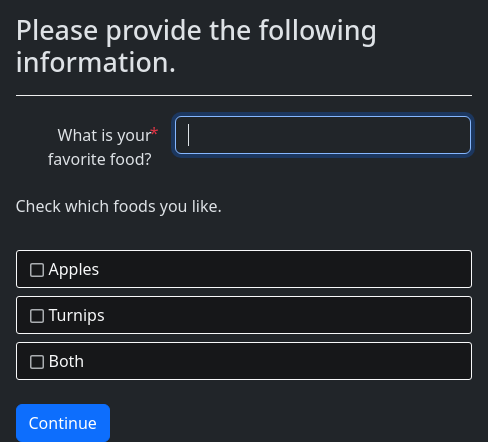 Please provide the following
information.
What is your*
favorite food?
Check which foods you like.
Apples
Turnips
Both
Continue